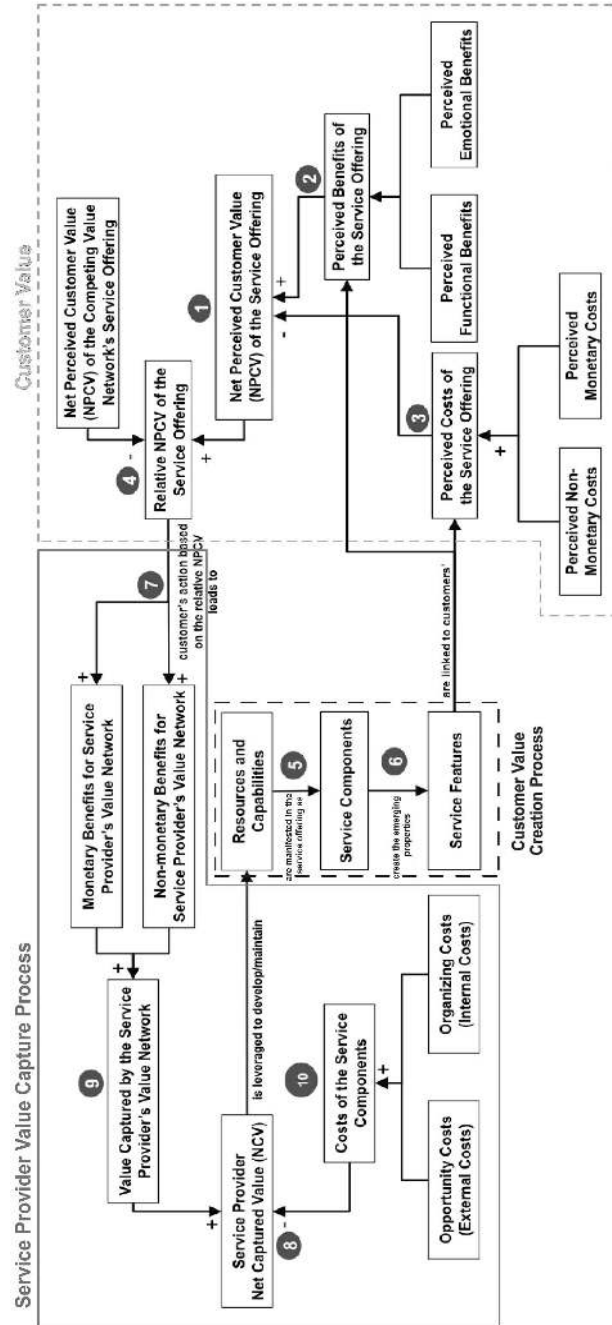 Service Provider Value Capture Process
Customer Value
Monetary Benefits for Service
Provider's Value Network
Non-monetary Benefits for
Service Provider's Value Network
+
+
7
customer's action based
on the relative NPCV
leads to
4
-
+
Relative NPCV of the
Service Offering
Net Perceived Customer Value
(NPCV) of the Competing Value
Network's Service Offering
1
Net Perceived Customer Value
(NPCV) of the Service Offering
-
+
2
Perceived Benefits of
the Service Offering
Perceived
Functional Benefits
Perceived
Emotional Benefits
3
Perceived Costs of
the Service Offering
+
Perceived Non-
Monetary Costs
Perceived
Monetary Costs
9
+
Value Captured by the Service
Provider's Value Network
+
Service Provider
Net Captured Value (NCV)
8
-
is leveraged to develop/maintain
Resources and
Capabilities
are manifested in the
service offering as
5
Service Components
create the emerging
properties
6
Service Features
are linked to customers'
Customer Value
Creation Process
10
Costs of the Service
Components
+
Opportunity Costs
(External Costs)
Organizing Costs
(Internal Costs)